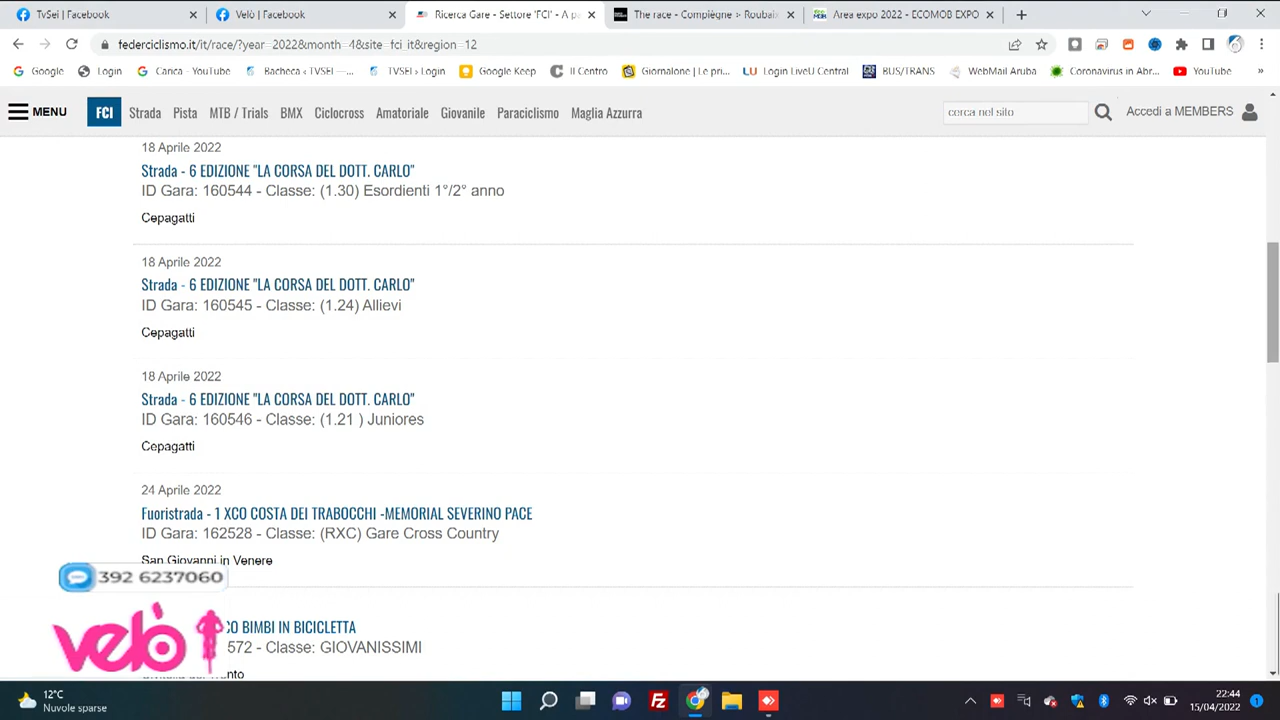 TvSei | Facebook
Velò | Facebook
Ricerca Gare - Settore 'FCI' - A pa
The race - Compiègne > Roubaix
Area expo 2022 - ECOMOB EXPO
federciclismo.it/it/race/?year=2022&month=4&site=fci_it&region=12
Google
Login
Carica - YouTube
Bacheca ‹ TVSEI —...
TVSEI › Login
Google Keep
Il Centro
Giornalone | Le pri...
LU Login LiveU Central
BUS/TRANS
WebMail Aruba
Coronavirus in Abr...
YouTube
»
MENU
FCI
Strada
Pista
MTB / Trials
BMX
Ciclocross
Amatoriale
Giovanile
Paraciclismo
Maglia Azzurra
cerca nel sito
Accedi a MEMBERS
18 Aprile 2022
Strada - 6 EDIZIONE "LA CORSA DEL DOTT. CARLO"
ID Gara: 160544 - Classe: (1.30) Esordienti 1°/2° anno
Cepagatti
18 Aprile 2022
Strada - 6 EDIZIONE "LA CORSA DEL DOTT. CARLO"
ID Gara: 160545 - Classe: (1.24) Allievi
Cepagatti
18 Aprile 2022
Strada - 6 EDIZIONE "LA CORSA DEL DOTT. CARLO"
ID Gara: 160546 - Classe: (1.21 ) Juniores
Cepagatti
24 Aprile 2022
Fuoristrada - 1 XCO COSTA DEI TRABOCCHI -MEMORIAL SEVERINO PACE
ID Gara: 162528 - Classe: (RXC) Gare Cross Country
San Giovanni in Venere
392 6237060
CO BIMBI IN BICICLETTA
572 - Classe: GIOVANISSIMI
velò
12°C
Nuvole sparse
22:44
15/04/2022
1